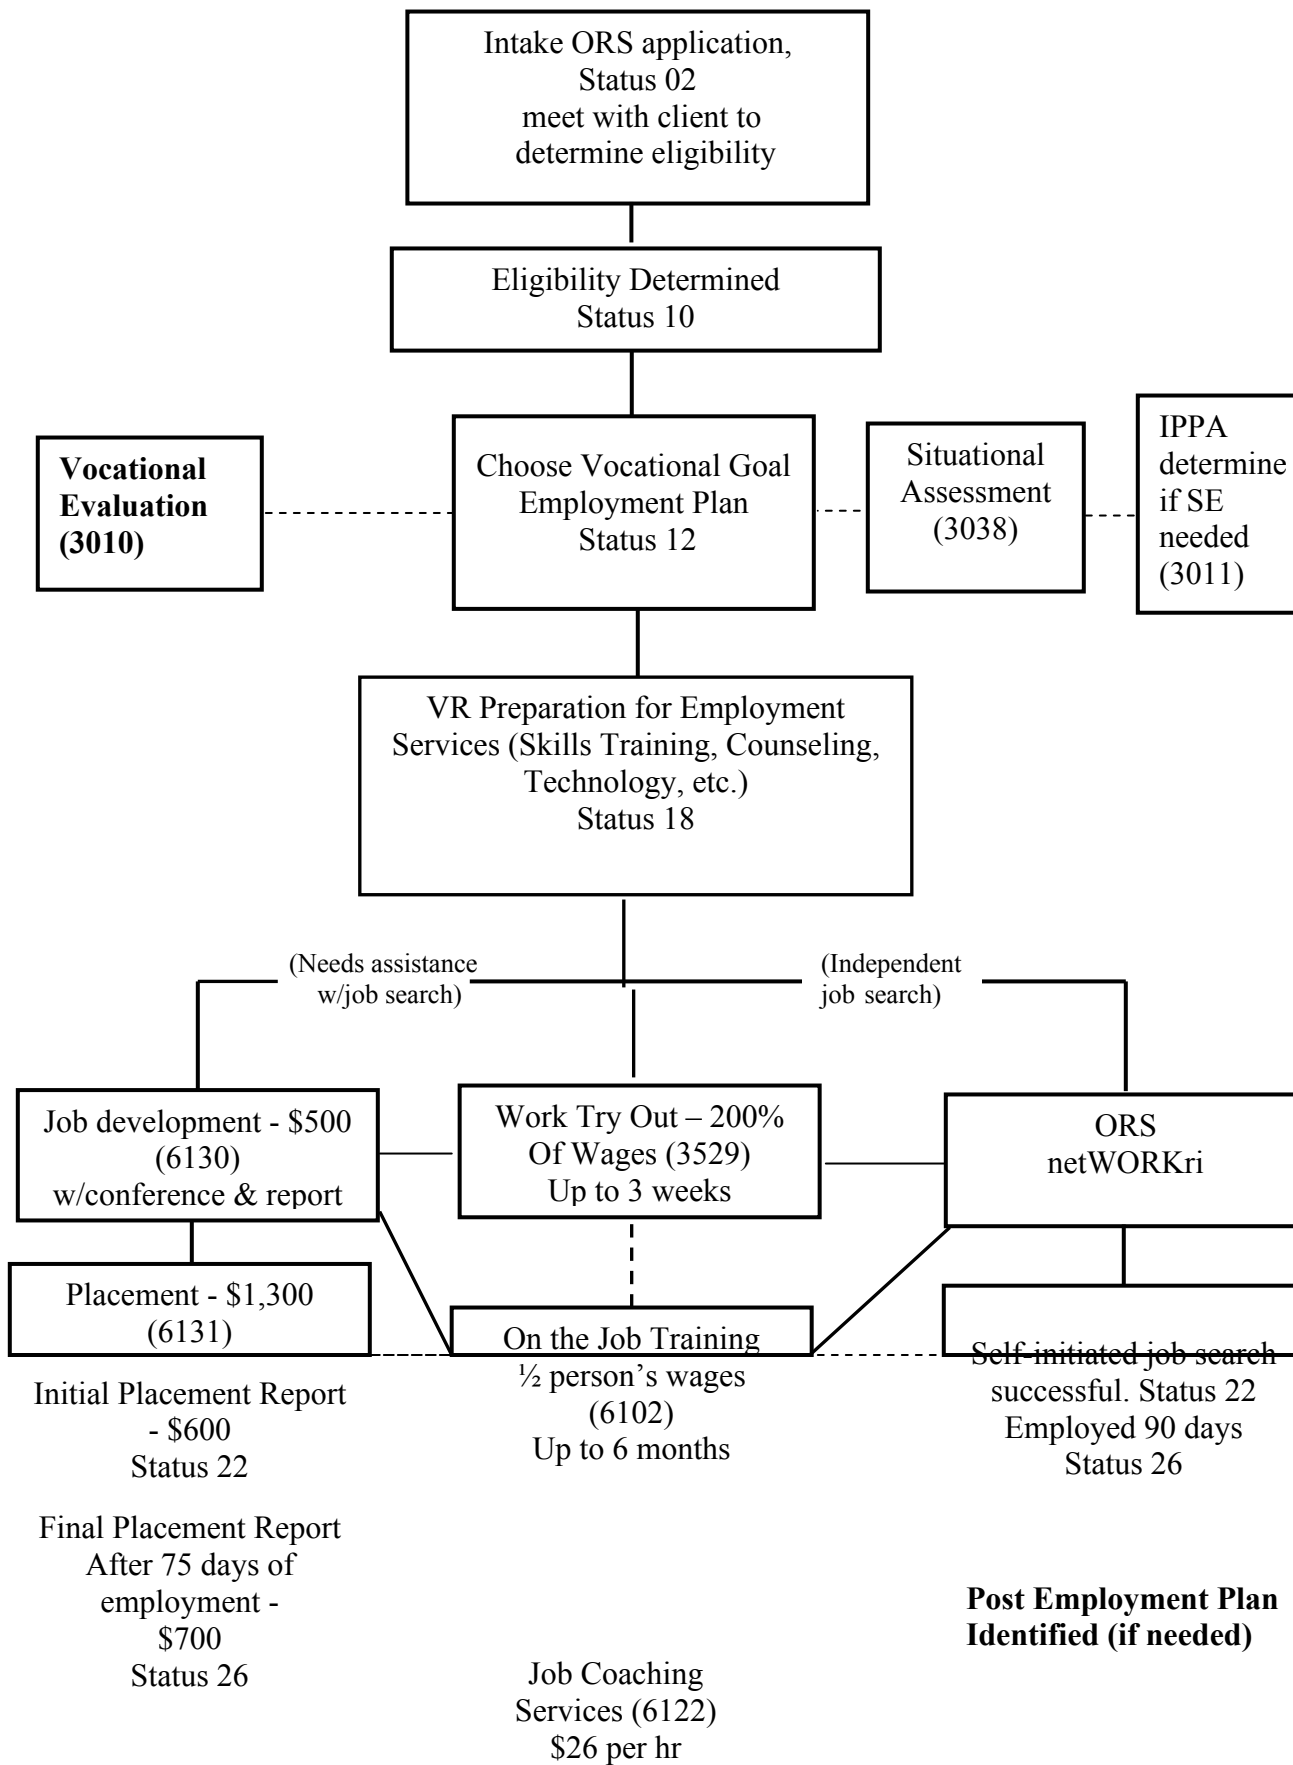 Intake ORS application,
Status 02
meet with client to
determine eligibility
Eligibility Determined
Status 10
Vocational
Evaluation
(3010)
Choose Vocational Goal
Employment Plan
Status 12
Situational
Assessment
(3038)
IPPA
determine
if SE
needed
(3011)
VR Preparation for Employment
Services (Skills Training, Counseling,
Technology, etc.)
Status 18
(Needs assistance
w/job search)
(Independent
job search)
Job development - $500
(6130)
w/conference & report
Work Try Out – 200%
Of Wages (3529)
Up to 3 weeks
ORS
netWORKri
Placement - $1,300
(6131)
Initial Placement Report
- $600
Status 22
Final Placement Report
After 75 days of
employment -
$700
Status 26
On the Job Training
½ person’s wages
(6102)
Up to 6 months
Self-initiated job search
successful. Status 22
Employed 90 days
Status 26
Post Employment Plan
Identified (if needed)
Job Coaching
Services (6122)
$26 per hr